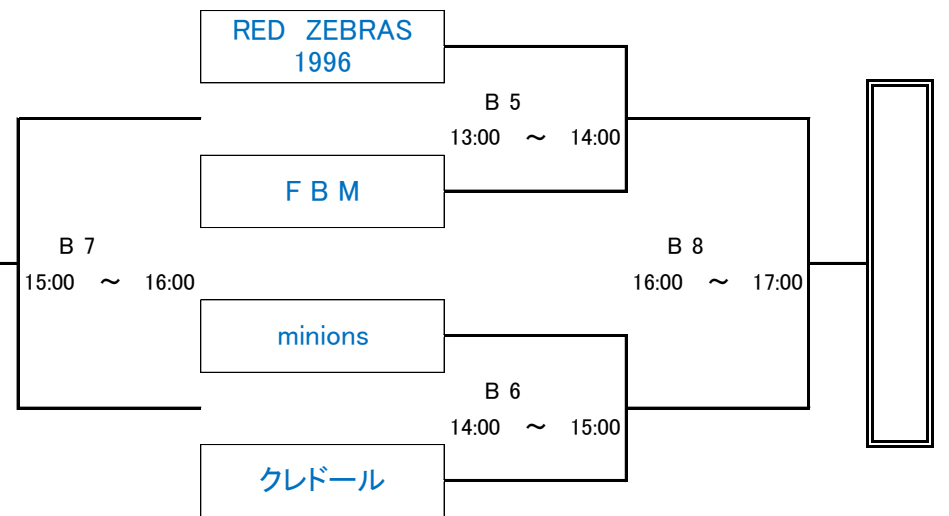 RED ZEBRAS
1996
B 5
13:00 ～ 14:00
F B M
B 7
15:00 ～ 16:00
B 8
16:00 ～ 17:00
minions
B 6
14:00 ～ 15:00
クレドール